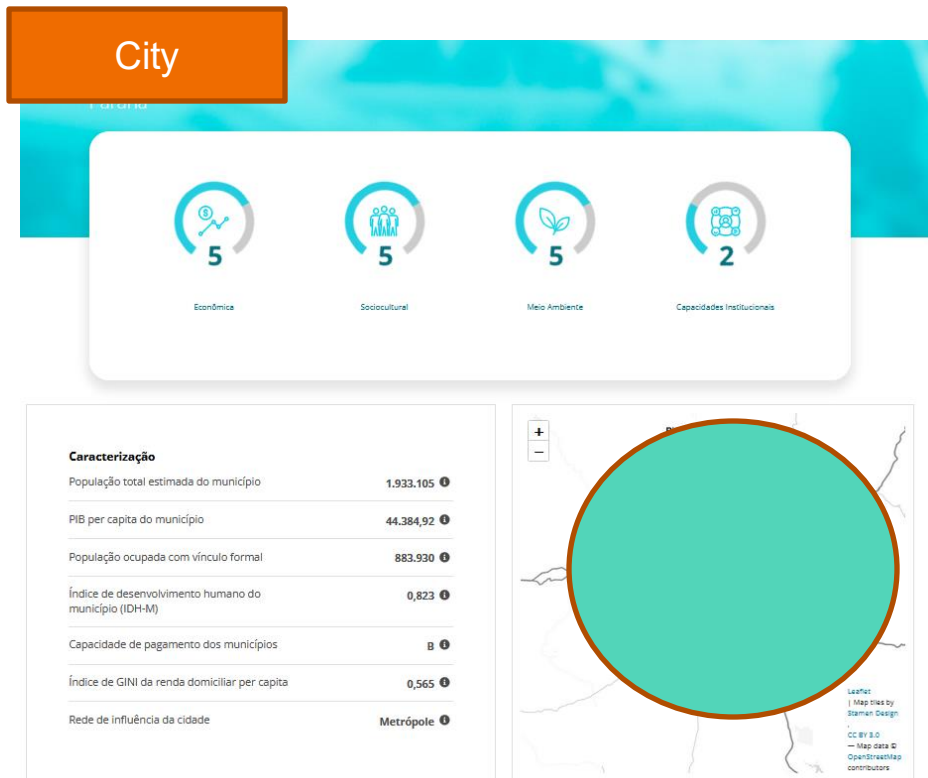 City
Paraná
5
5
5
2
Econômica
Sociocultural
Meio Ambiente
Capacidades Institucionais
Caracterização
População total estimada do município
1.933.105
PIB per capita do município
44.384,92
População ocupada com vínculo formal
883.930
Índice de desenvolvimento humano do
município (IDH-M)
0,823
Capacidade de pagamento dos municípios
B
Índice de GINI da renda domiciliar per capita
0,565
Rede de influência da cidade
Metrópole
+
−
Leaflet
| Map tiles by
Stamen Design
,
CC BY 3.0
— Map data ©
OpenStreetMap
contributors